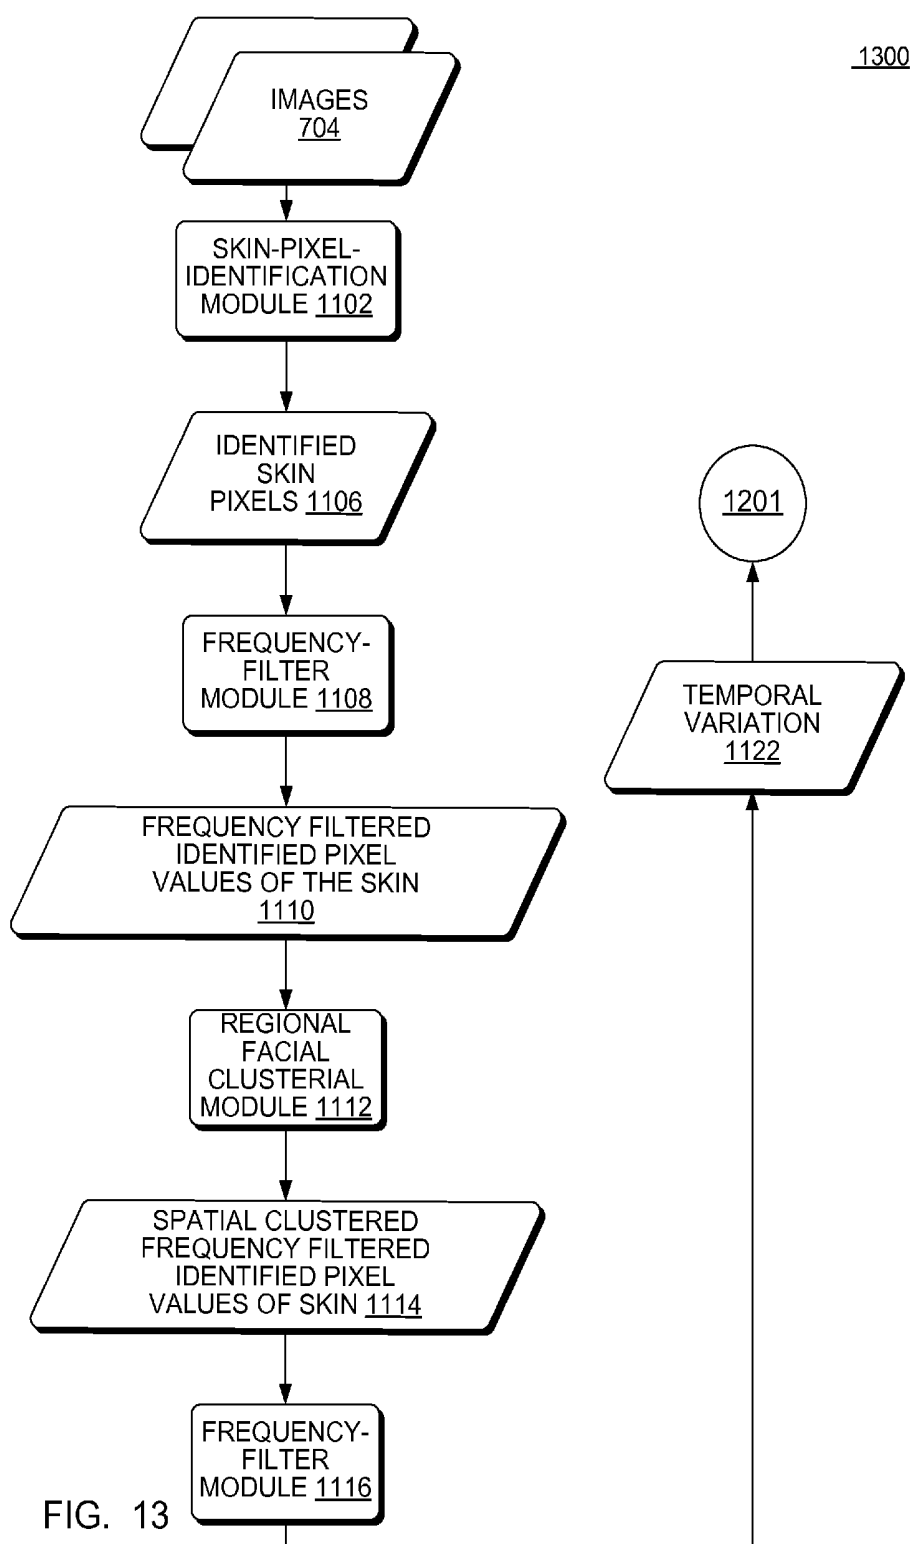 1300
IMAGES
704
SKIN-PIXEL-
IDENTIFICATION
MODULE 1102
IDENTIFIED
SKIN
PIXELS 1106
FREQUENCY-
FILTER
MODULE 1108
FREQUENCY FILTERED
IDENTIFIED PIXEL
VALUES OF THE SKIN
1110
REGIONAL
FACIAL
CLUSTERIAL
MODULE 1112
SPATIAL CLUSTERED
FREQUENCY FILTERED
IDENTIFIED PIXEL
VALUES OF SKIN 1114
FREQUENCY-
FILTER
MODULE 1116
1201
TEMPORAL
VARIATION
1122
FIG. 13